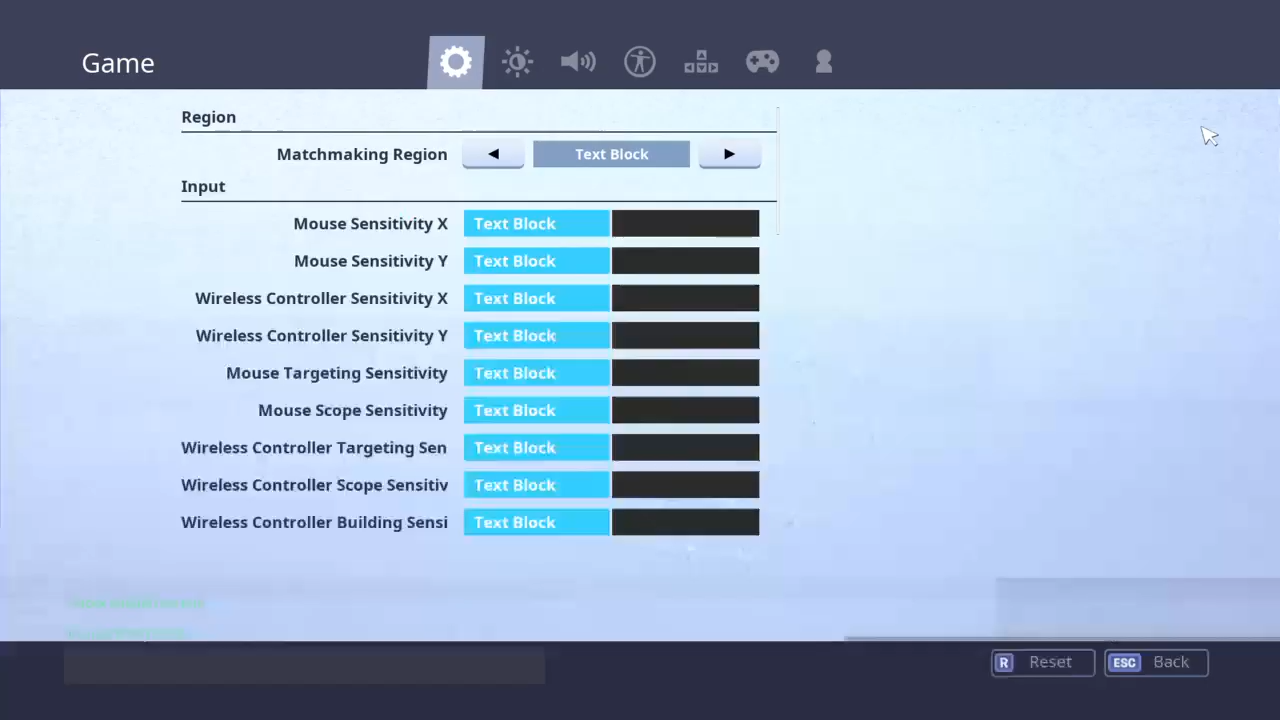 Game
Region
Matchmaking Region Text Block
Input
Mouse Sensitivity X Text Block
Mouse Sensitivity Y Text Block
Wireless Controller Sensitivity X Text Block
Wireless Controller Sensitivity Y Text Block
Mouse Targeting Sensitivity Text Block
Mouse Scope Sensitivity Text Block
Wireless Controller Targeting Sen Text Block
Wireless Controller Scope Sensitiv Text Block
Wireless Controller Building Sensi Text Block
R Reset ESC Back